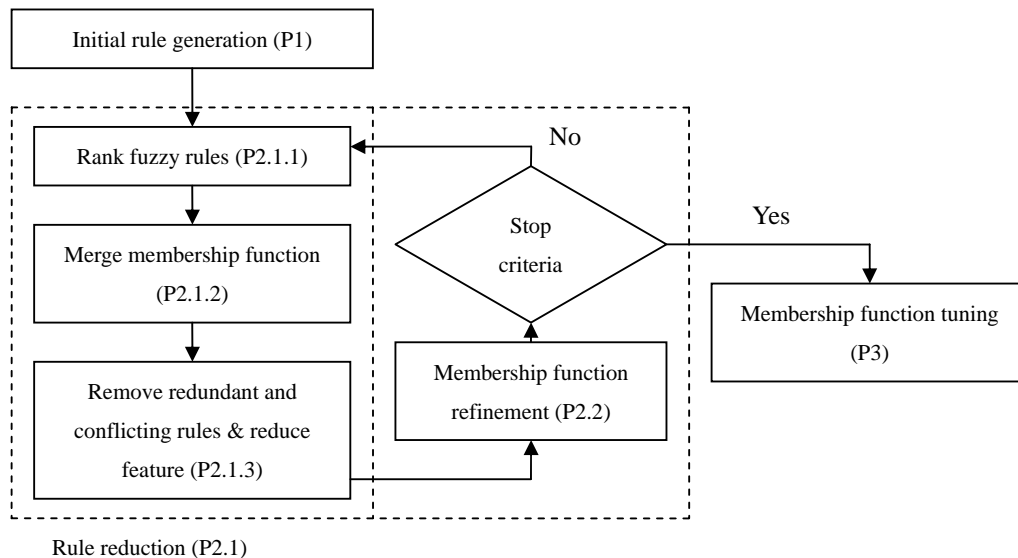 Initial rule generation (P1)
Rank fuzzy rules (P2.1.1)
Merge membership function
(P2.1.2)
Remove redundant and
conflicting rules & reduce
feature (P2.1.3)
No
Stop
criteria
Membership function
refinement (P2.2)
Yes
Membership function tuning
(P3)
Rule reduction (P2.1)